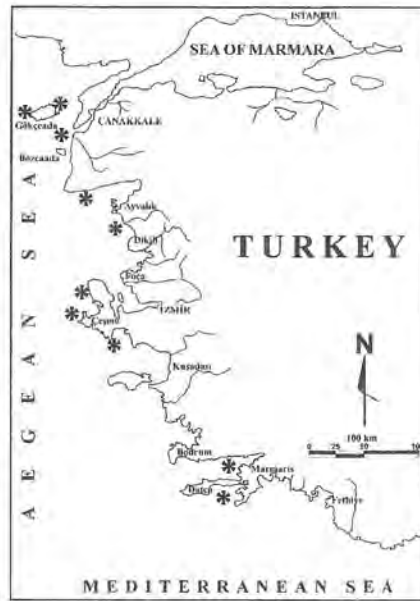 ISTANBUL
SEA OF MARMARA
ÇANAKKALE
Gökçeada
Bozcaada
Ayvalık
Dikili
TURKEY
Foça
İZMİR
Çeşme
N
Kuşadası
100 km
Bodrum
Marmaris
Datça
Fethiye
AEGEAN SEA
MEDITERRANEAN SEA